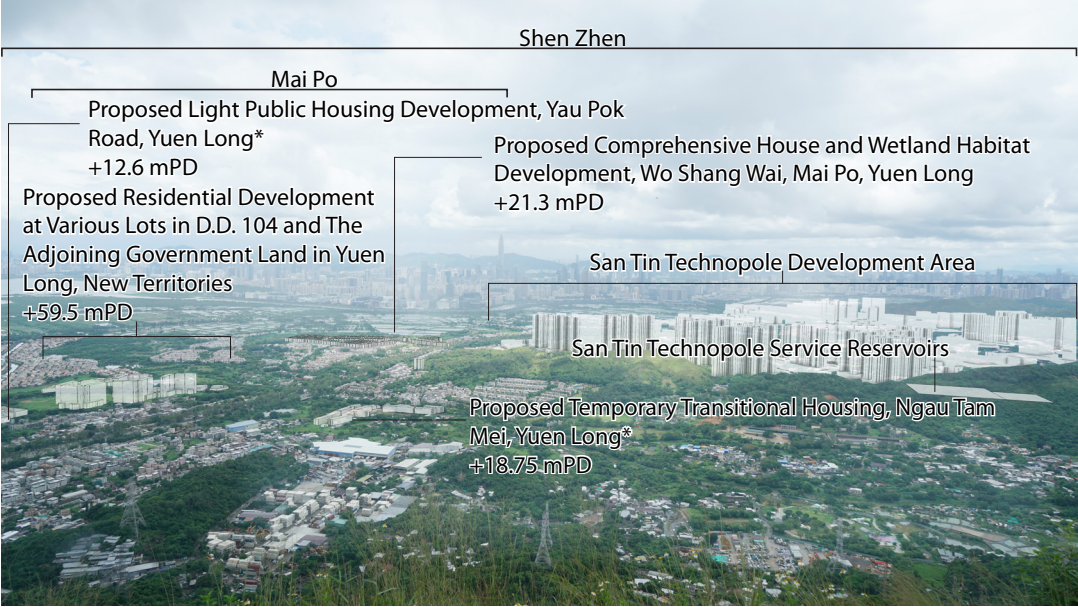 Shen Zhen
Mai Po
Proposed Light Public Housing Development, Yau Pok
Road, Yuen Long*
+12.6 mPD
Proposed Comprehensive House and Wetland Habitat
Development, Wo Shang Wai, Mai Po, Yuen Long
+21.3 mPD
Proposed Residential Development
at Various Lots in D.D. 104 and The
Adjoining Government Land in Yuen
Long, New Territories
+59.5 mPD
San Tin Technopole Development Area
San Tin Technopole Service Reservoirs
Proposed Temporary Transitional Housing, Ngau Tam
Mei, Yuen Long*
+18.75 mPD